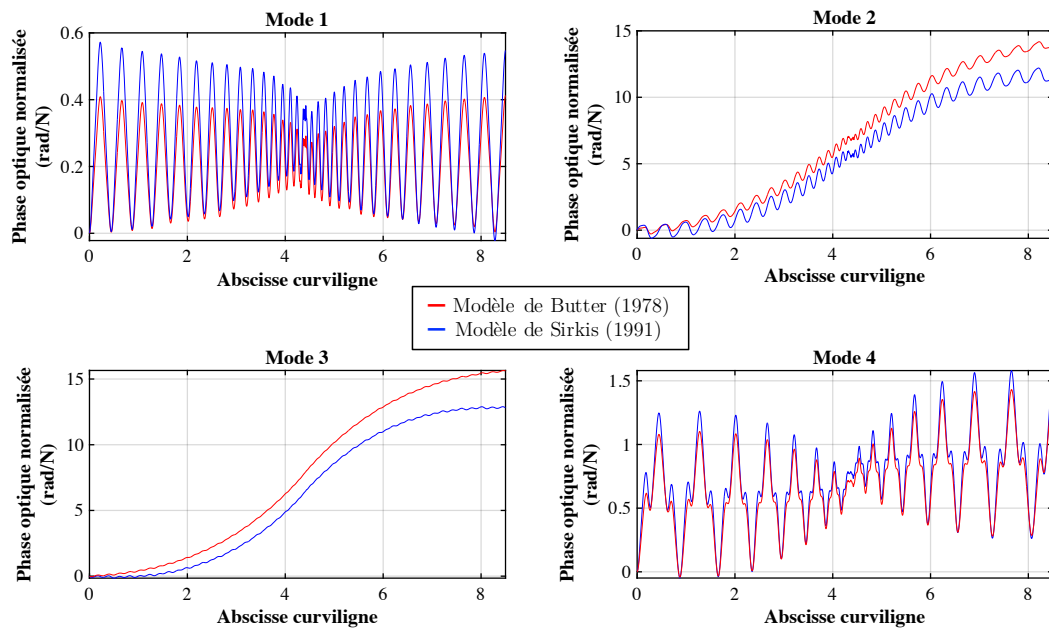 Mode 1
Phase optique normalisée
(rad/N)
0.6
0.4
0.2
0
0 2 4 6 8
Abscisse curviligne
Mode 2
Phase optique normalisée
(rad/N)
15
10
5
0
0 2 4 6 8
Abscisse curviligne
Modèle de Butter (1978)
Modèle de Sirkis (1991)
Mode 3
Phase optique normalisée
(rad/N)
15
10
5
0
0 2 4 6 8
Abscisse curviligne
Mode 4
Phase optique normalisée
(rad/N)
1.5
1
0.5
0
0 2 4 6 8
Abscisse curviligne